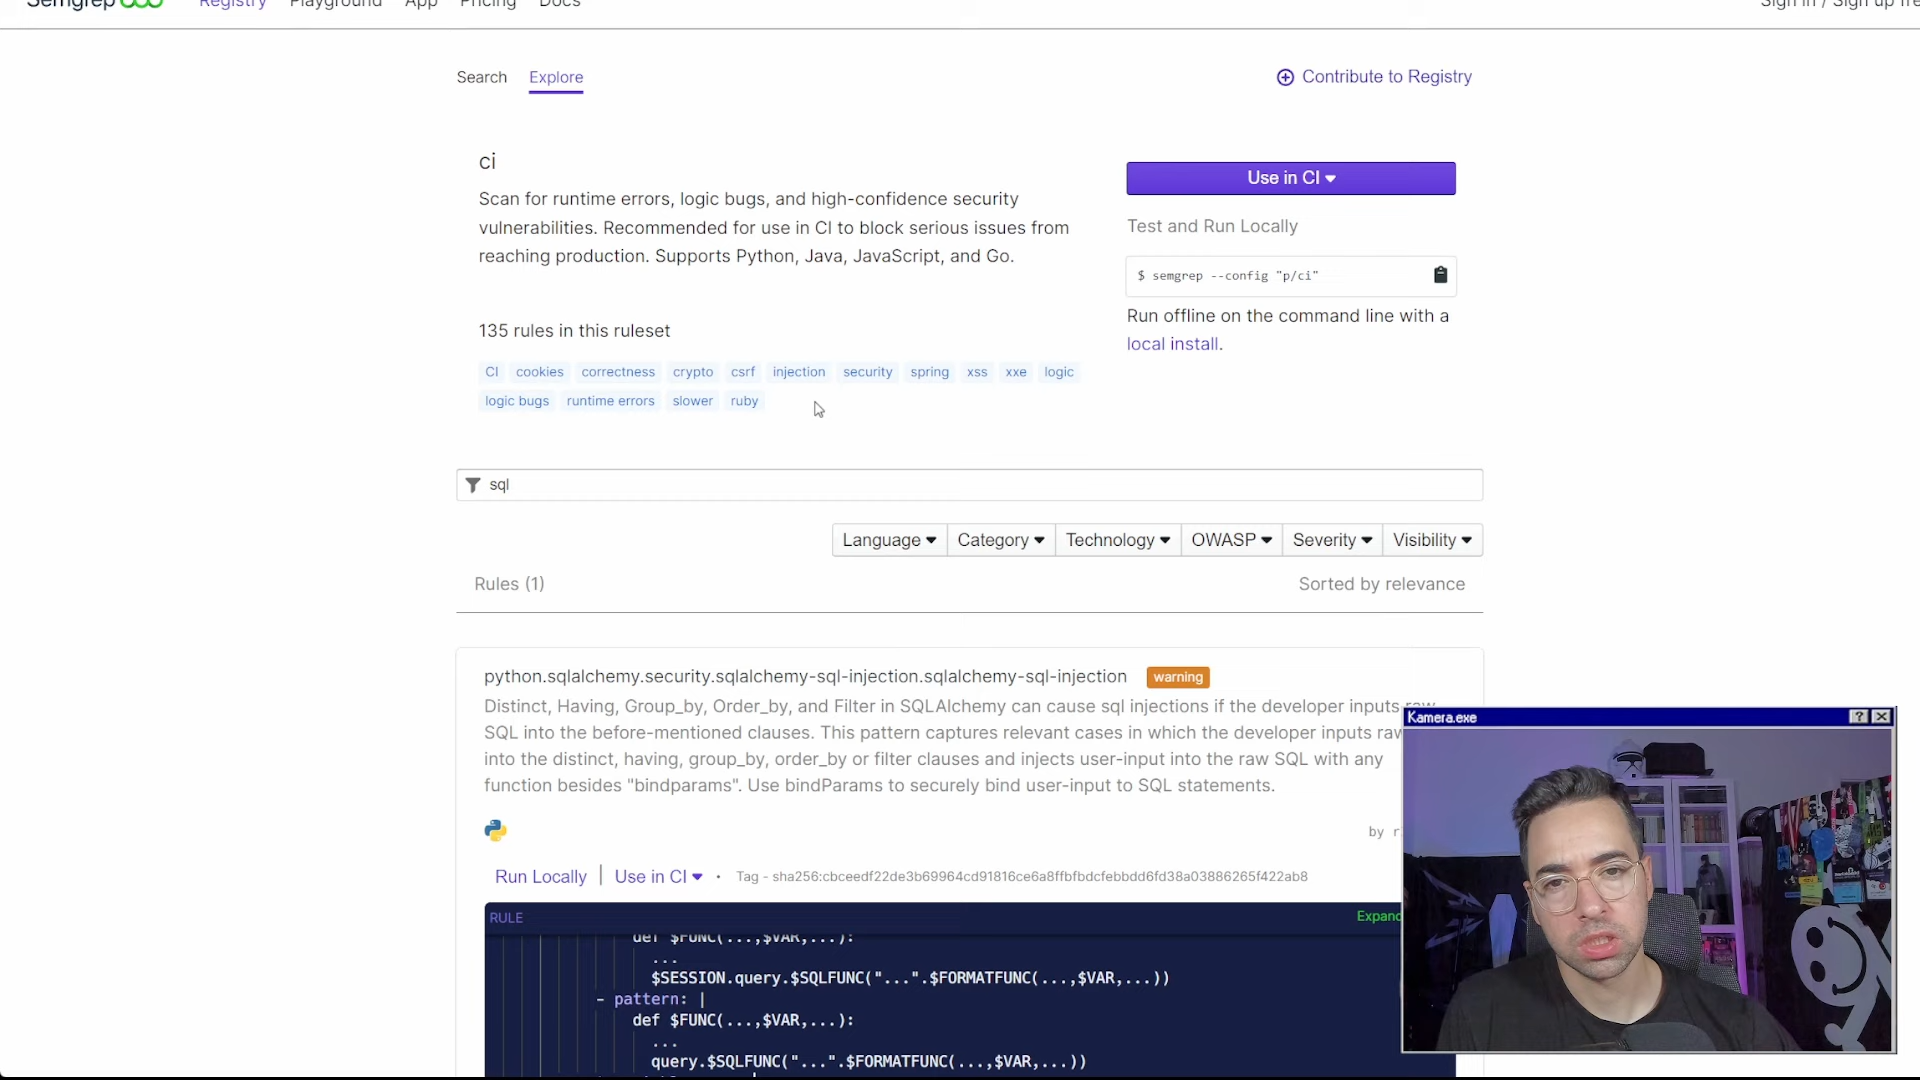 Semgrep
Registry Playground App Pricing Docs
Sign in / Sign up
Search Explore
Contribute to Registry
ci
Scan for runtime errors, logic bugs, and high-confidence security
vulnerabilities. Recommended for use in CI to block serious issues from
reaching production. Supports Python, Java, JavaScript, and Go.
135 rules in this ruleset
CI cookies correctness crypto csrf injection security spring xss xxe logic
logic bugs runtime errors slower ruby
Use in CI
Test and Run Locally
$ semgrep --config "p/ci"
Run offline on the command line with a
local install.
sql
Language Category Technology OWASP Severity Visibility
Rules (1)
Sorted by relevance
python.sqlalchemy.security.sqlalchemy-sql-injection.sqlalchemy-sql-injection warning
Distinct, Having, Group_by, Order_by, and Filter in SQLAlchemy can cause sql injections if the developer inputs raw
SQL into the before-mentioned clauses. This pattern captures relevant cases in which the developer inputs raw
into the distinct, having, group_by, order_by or filter clauses and injects user-input into the raw SQL with any
function besides "bindparams". Use bindParams to securely bind user-input to SQL statements.
by
Run Locally | Use in CI • Tag - sha256:cbceedf22de3b69964cd91816ce6a8ffbfbdcfebbdd6fd38a03886265f422ab8
RULE
Expand
def $FUNC(...,$VAR,...):
...
$SESSION.query.$SQLFUNC("...".$FORMATFUNC(...,$VAR,...))
- pattern: |
def $FUNC(...,$VAR,...):
...
query.$SQLFUNC("...".$FORMATFUNC(...,$VAR,...))
Kamera.exe